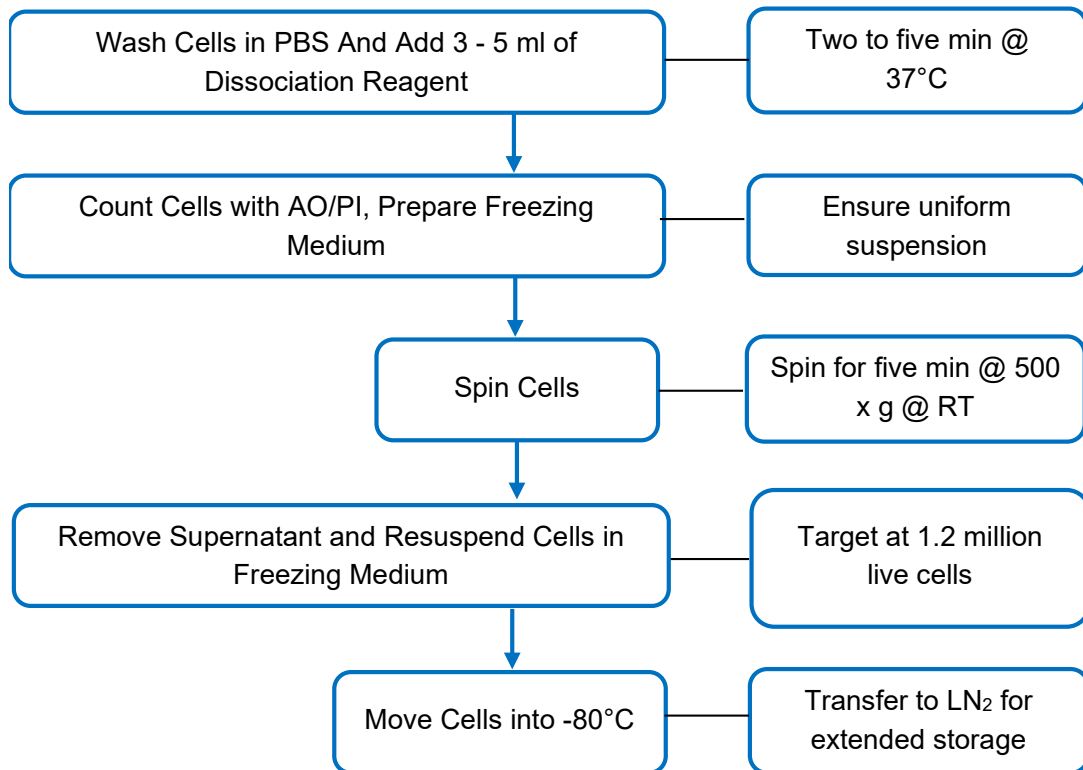 Wash Cells in PBS And Add 3 - 5 ml of
Dissociation Reagent
Two to five min @
37°C
Count Cells with AO/PI, Prepare Freezing
Medium
Ensure uniform
suspension
Spin Cells
Spin for five min @ 500
x g @ RT
Remove Supernatant and Resuspend Cells in
Freezing Medium
Target at 1.2 million
live cells
Move Cells into -80°C
Transfer to LN₂ for
extended storage